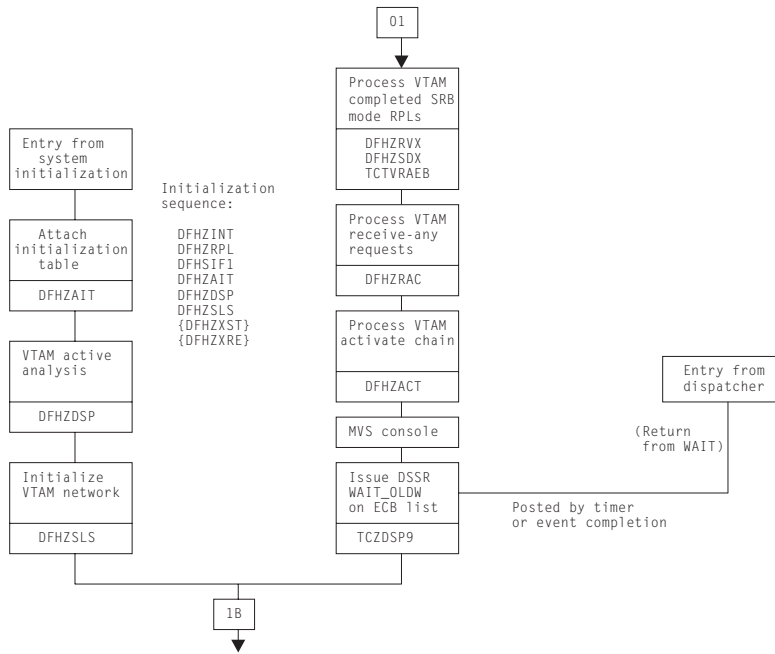 01
Process VTAM
completed SRB
mode RPLs
DFHZRVX
DFHZSDX
TCTVRAEB
Entry from
system
initialization
Initialization
sequence:
DFHZINT
DFHZRPL
DFHSIF1
DFHZAIT
DFHZDSP
DFHZSLS
{DFHZXST}
{DFHZXRE}
Attach
initialization
table
DFHZAIT
Process VTAM
receive-any
requests
DFHZRAC
VTAM active
analysis
DFHZDSP
Process VTAM
activate chain
DFHZACT
Entry from
dispatcher
MVS console
(Return
from WAIT)
Initialize
VTAM network
DFHZSLS
Issue DSSR
WAIT_OLDW
on ECB list
TCZDSP9
Posted by timer
or event completion
1B